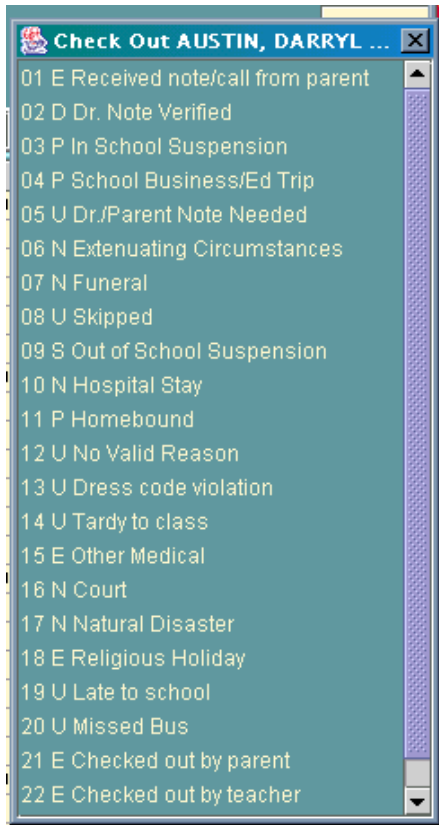 Check Out AUSTIN, DARRYL ...
01 E Received note/call from parent
02 D Dr. Note Verified
03 P In School Suspension
04 P School Business/Ed Trip
05 U Dr./Parent Note Needed
06 N Extenuating Circumstances
07 N Funeral
08 U Skipped
09 S Out of School Suspension
10 N Hospital Stay
11 P Homebound
12 U No Valid Reason
13 U Dress code violation
14 U Tardy to class
15 E Other Medical
16 N Court
17 N Natural Disaster
18 E Religious Holiday
19 U Late to school
20 U Missed Bus
21 E Checked out by parent
22 E Checked out by teacher